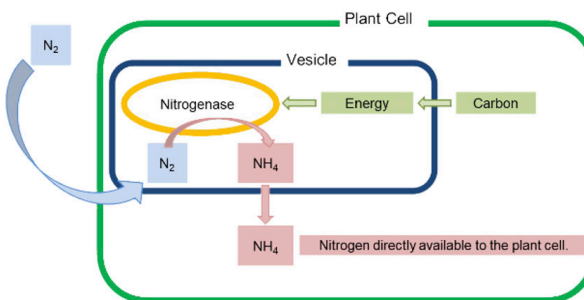 Plant Cell
N₂
Vesicle
Nitrogenase
Energy
Carbon
N₂
NH₄
NH₄
Nitrogen directly available to the plant cell.